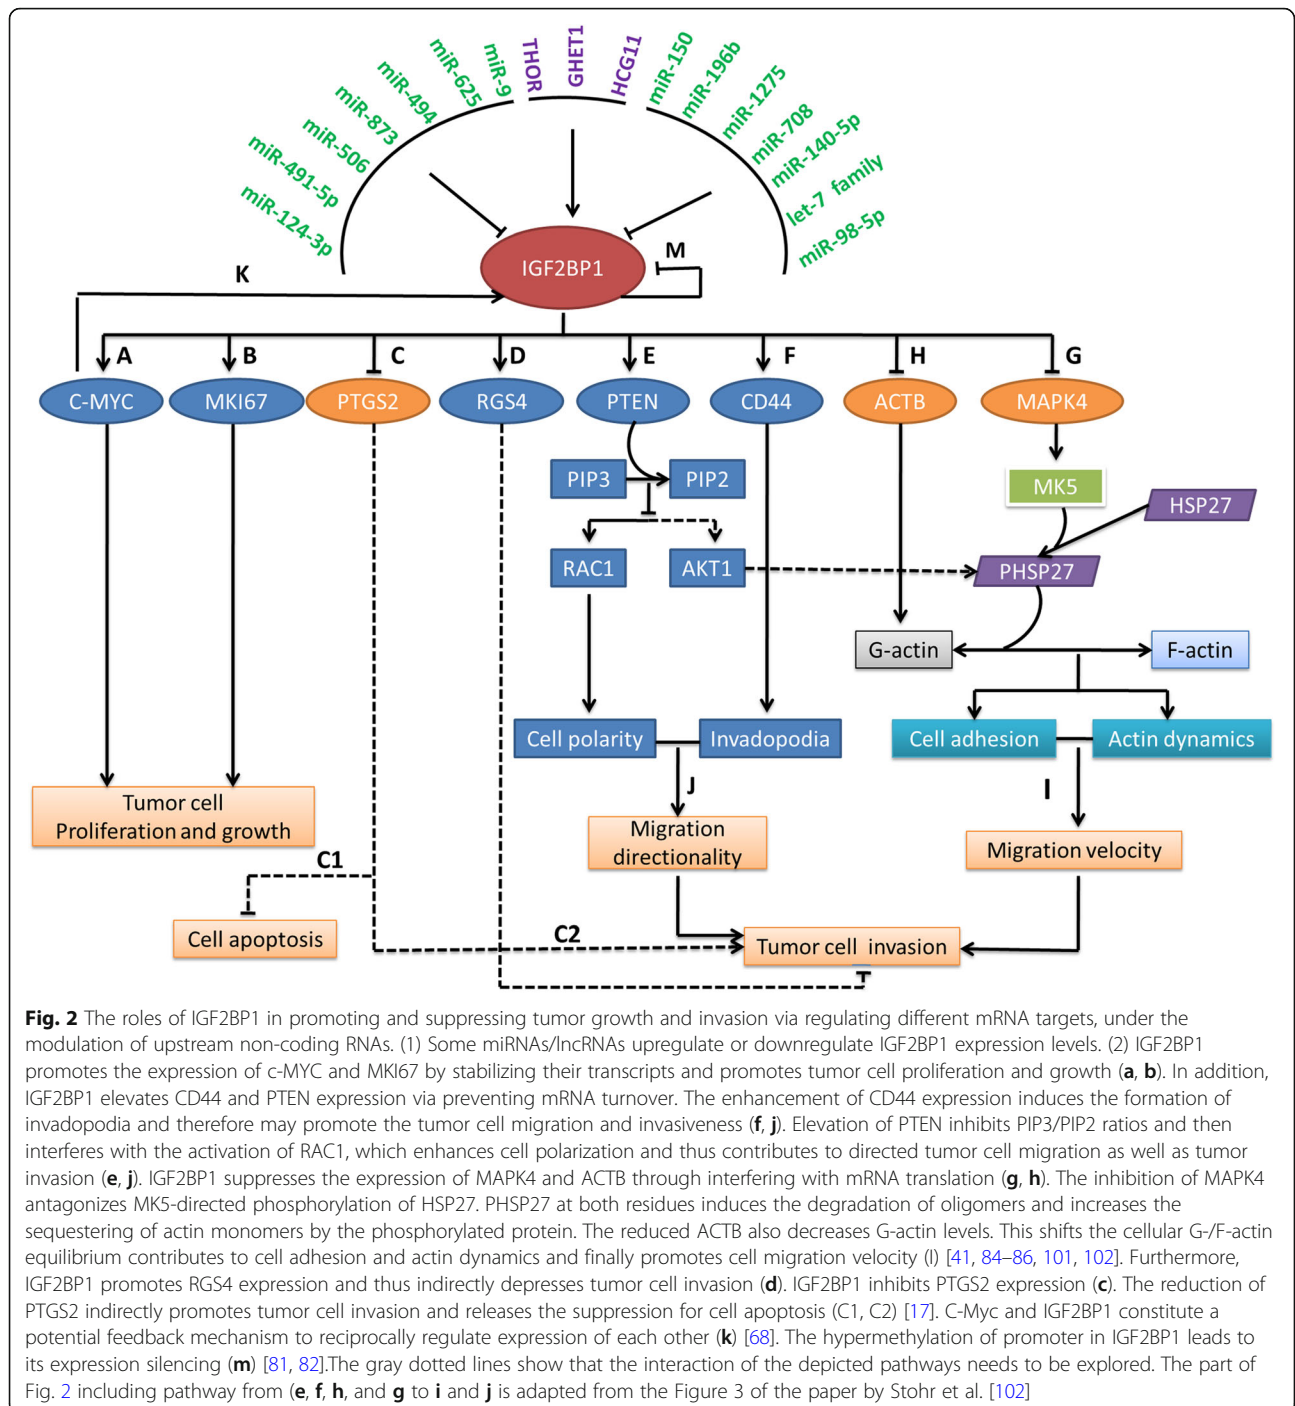 miR-124-3p
miR-491-5p
miR-506
miR-873
miR-494
miR-625
miR-9
THOR
GHET1
HCG11
miR-150
miR-196b
miR-1275
miR-708
miR-140-5p
let-7 family
miR-98-5p
IGF2BP1
M
K
A
B
C
D
E
F
H
G
C-MYC
MKI67
PTGS2
RGS4
PTEN
CD44
ACTB
MAPK4
PIP3
PIP2
MK5
HSP27
RAC1
AKT1
PHSP27
G-actin
F-actin
Cell polarity
Invadopodia
Cell adhesion
Actin dynamics
J
I
Tumor cell
Proliferation and growth
Migration
directionality
Migration velocity
C1
Cell apoptosis
C2
Tumor cell invasion
Fig. 2 The roles of IGF2BP1 in promoting and suppressing tumor growth and invasion via regulating different mRNA targets, under the
modulation of upstream non-coding RNAs. (1) Some miRNAs/lncRNAs upregulate or downregulate IGF2BP1 expression levels. (2) IGF2BP1
promotes the expression of c-MYC and MKI67 by stabilizing their transcripts and promotes tumor cell proliferation and growth (a, b). In addition,
IGF2BP1 elevates CD44 and PTEN expression via preventing mRNA turnover. The enhancement of CD44 expression induces the formation of
invadopodia and therefore may promote the tumor cell migration and invasiveness (f, j). Elevation of PTEN inhibits PIP3/PIP2 ratios and then
interferes with the activation of RAC1, which enhances cell polarization and thus contributes to directed tumor cell migration as well as tumor
invasion (e, j). IGF2BP1 suppresses the expression of MAPK4 and ACTB through interfering with mRNA translation (g, h). The inhibition of MAPK4
antagonizes MK5-directed phosphorylation of HSP27. PHSP27 at both residues induces the degradation of oligomers and increases the
sequestering of actin monomers by the phosphorylated protein. The reduced ACTB also decreases G-actin levels. This shifts the cellular G-/F-actin
equilibrium contributes to cell adhesion and actin dynamics and finally promotes cell migration velocity (I) [41, 84–86, 101, 102]. Furthermore,
IGF2BP1 promotes RGS4 expression and thus indirectly depresses tumor cell invasion (d). IGF2BP1 inhibits PTGS2 expression (c). The reduction of
PTGS2 indirectly promotes tumor cell invasion and releases the suppression for cell apoptosis (C1, C2) [17]. C-Myc and IGF2BP1 constitute a
potential feedback mechanism to reciprocally regulate expression of each other (k) [68]. The hypermethylation of promoter in IGF2BP1 leads to
its expression silencing (m) [81, 82].The gray dotted lines show that the interaction of the depicted pathways needs to be explored. The part of
Fig. 2 including pathway from (e, f, h, and g to i and j is adapted from the Figure 3 of the paper by Stohr et al. [102]